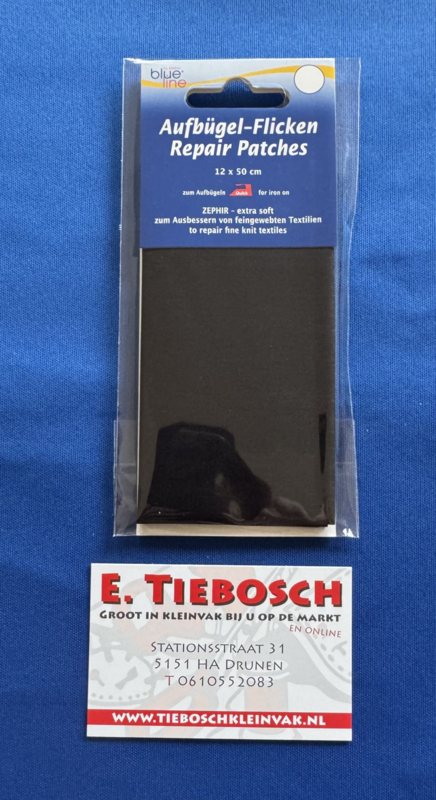 blue
line
Aufbügel-Flicken
Repair Patches
12 x 50 cm
zum Aufbügeln Quick for iron on
ZEPHIR - extra soft
zum Ausbessern von feingewebten Textilien
to repair fine knit textiles
E. TIEBOSCH
GROOT IN KLEINVAK BIJ U OP DE MARKT
EN ONLINE
STATIONSSTRAAT 31
5151 HA DRUNEN
T 0610552083
WWW.TIEBOSCHKLEINVAK.NL